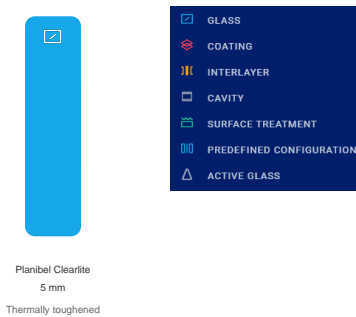 GLASS
COATING
INTERLAYER
CAVITY
SURFACE TREATMENT
PREDEFINED CONFIGURATION
ACTIVE GLASS
Planibel Clearlite
5 mm
Thermally toughened